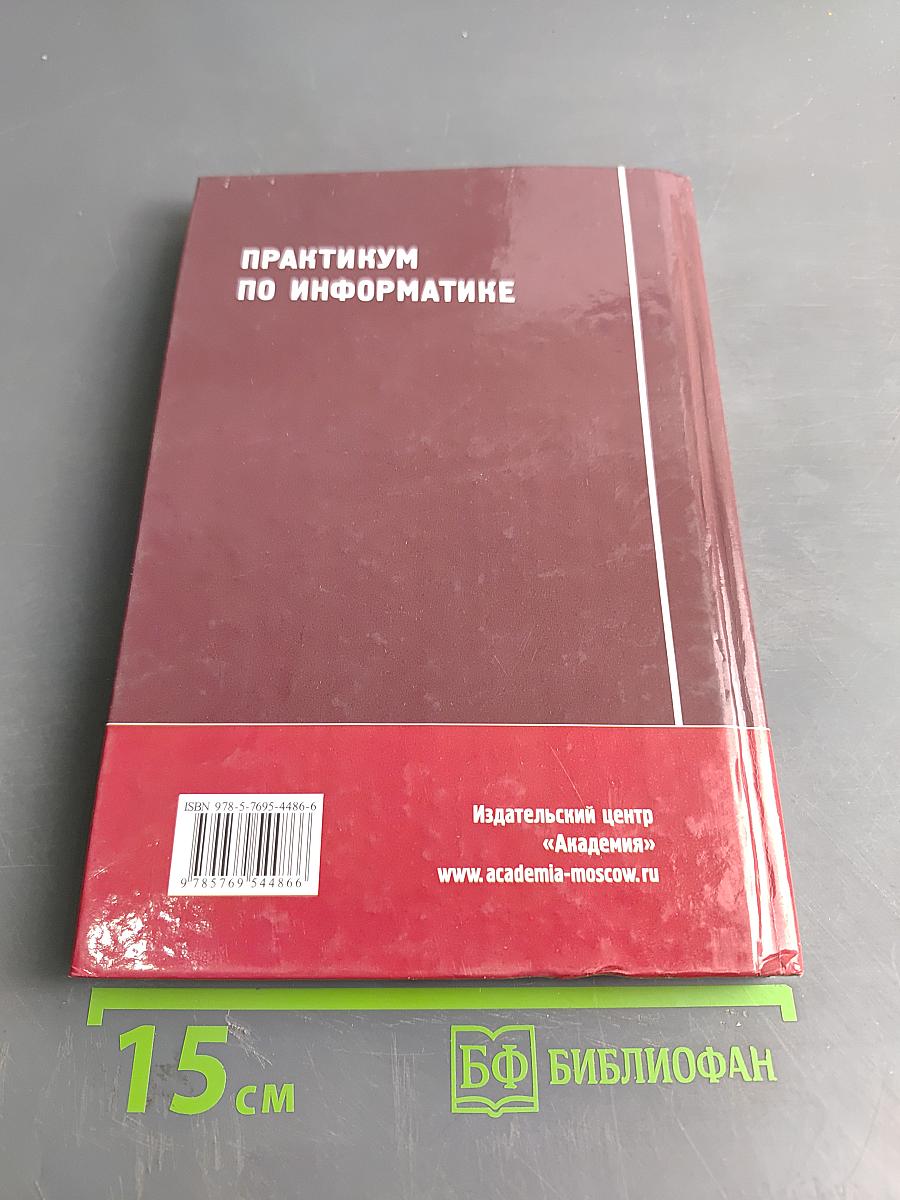 ПРАКТИКУМ
ПО ИНФОРМАТИКЕ
ISBN 978-5-7695-4486-6
9 785769 544866
Издательский центр
«Академия»
www.academia-moscow.ru
15 см
БФ БИБЛИОФАН